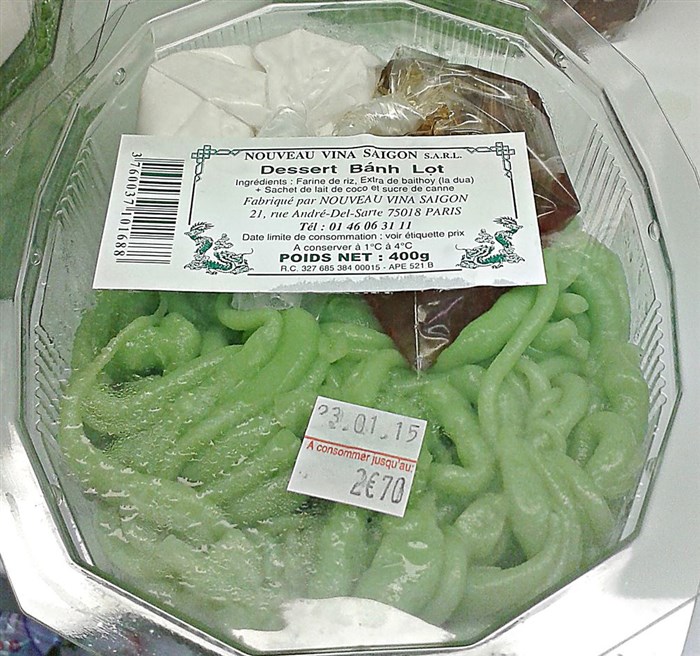 3760037101688
NOUVEAU VINA SAIGON S.A.R.L.
Dessert Bánh Lọt
Ingrédients : Farine de riz, Extra de baithoy (la dua)
+ Sachet de lait de coco et sucre de canne
Fabriqué par NOUVEAU VINA SAIGON
21, rue André-Del-Sarte 75018 PARIS
Tél : 01 46 06 31 11
Date limite de consommation : voir étiquette prix
A conserver à 1°C à 4°C
POIDS NET : 400g
R.C. 327 685 384 00015 - APE 521 B
23.01.15
A consommer jusqu'au:
2€70